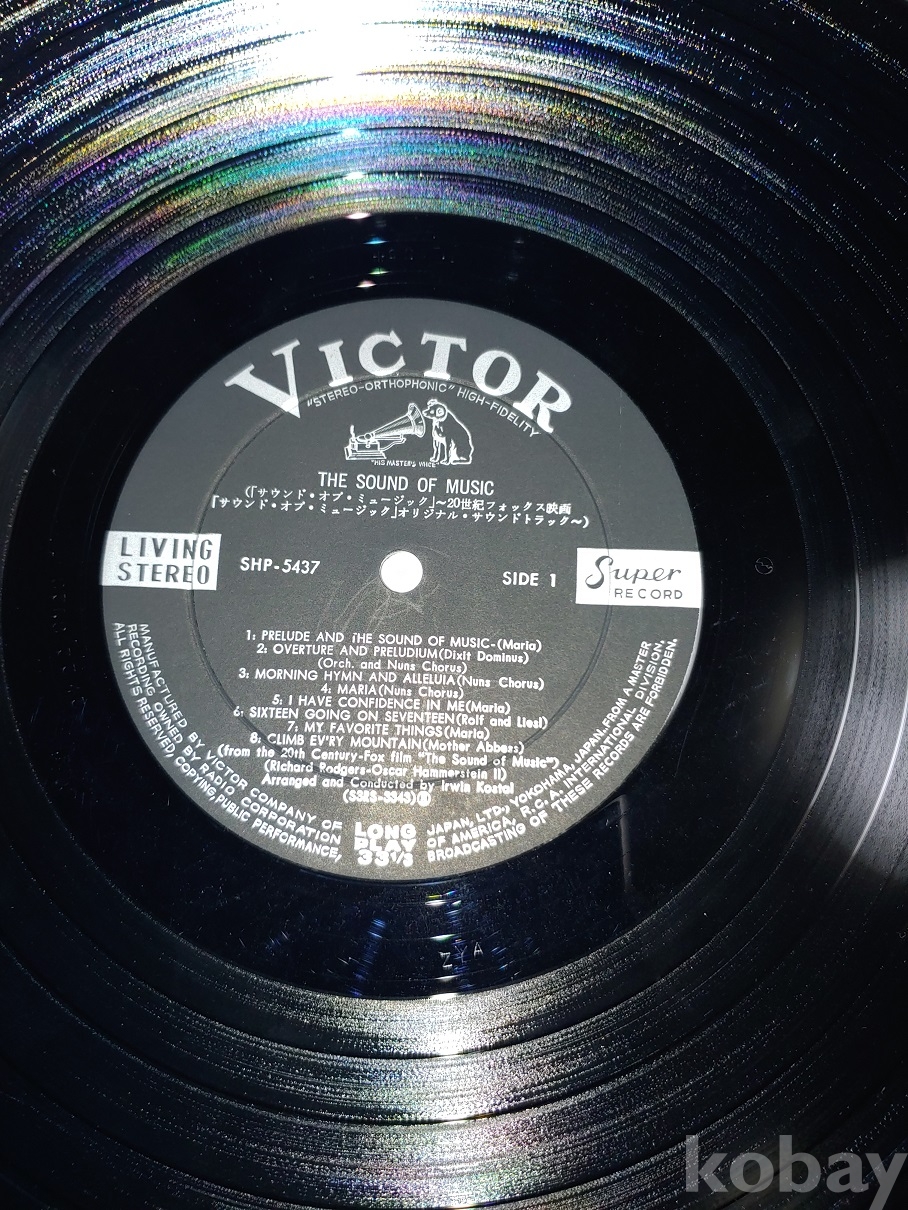 VICTOR
"STEREO-ORTHOPHONIC" HIGH-FIDELITY
"HIS MASTER'S VOICE"
THE SOUND OF MUSIC
(「サウンド・オブ・ミュージック」~20世紀フォックス映画
「サウンド・オブ・ミュージック」オリジナル・サウンドトラック~)
LIVING
STEREO
SHP-5437
SIDE 1
Super
RECORD
1: PRELUDE AND THE SOUND OF MUSIC-(Maria)
2: OVERTURE AND PRELUDIUM(Dixit Dominus)
(Orch. and Nuns Chorus)
3: MORNING HYMN AND ALLELUIA(Nuns Chorus)
4: MARIA(Nuns Chorus)
5: I HAVE CONFIDENCE IN ME(Maria)
6: SIXTEEN GOING ON SEVENTEEN(Rolf and Liesl)
7: MY FAVORITE THINGS(Maria)
8: CLIMB EV'RY MOUNTAIN(Mother Abbess)
(from the 20th Century-Fox film "The Sound of Music")
(Richard Rodgers-Oscar Hammerstein II)
Arranged and Conducted by Irwin Kostal
(S32S-3343)
MANUFACTURED BY VICTOR COMPANY OF JAPAN, LTD., YOKOHAMA, JAPAN, FROM A MASTER
RECORDING OWNED BY RADIO CORPORATION OF AMERICA, R.C.A. INTERNATIONAL DIVISION.
ALL RIGHTS RESERVED, COPYING, PUBLIC PERFORMANCE, BROADCASTING OF THESE RECORDS ARE FORBIDDEN.
LONG
PLAY
33 1/3
ZYA
kobay